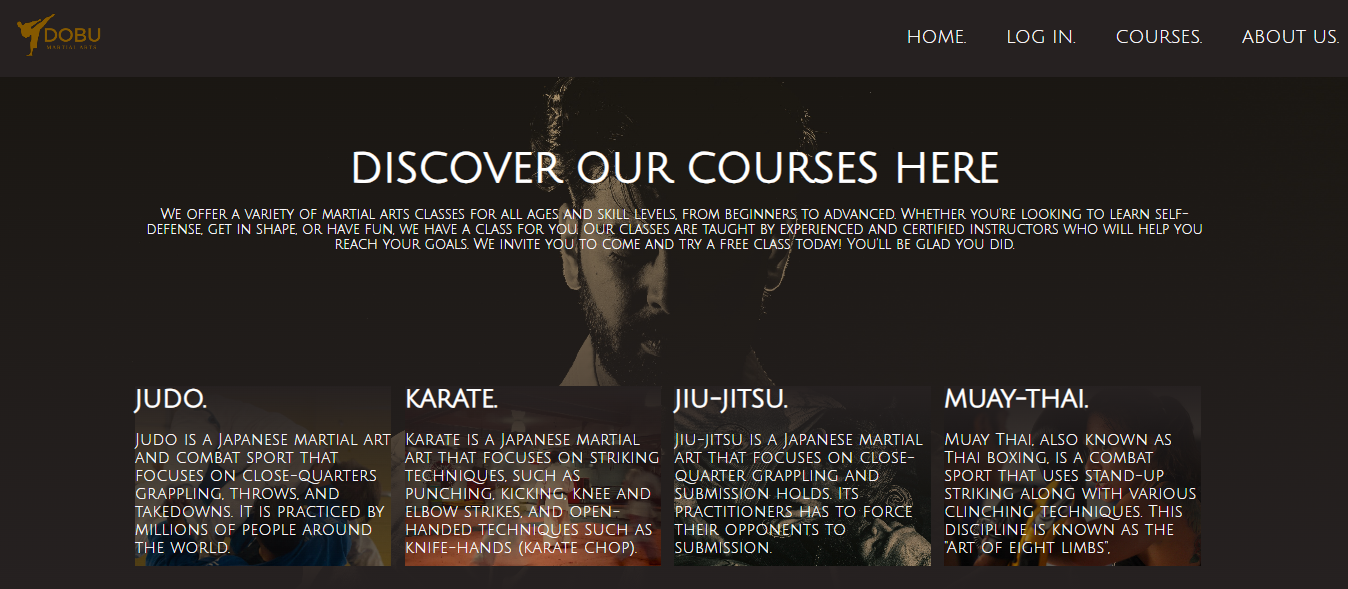 DOBU
MARTIAL ARTS
HOME. LOG IN. COURSES. ABOUT US.
DISCOVER OUR COURSES HERE
We offer a variety of martial arts classes for all ages and skill levels, from beginners to advanced. Whether you're looking to learn self-
defense, get in shape, or have fun, we have a class for you. Our classes are taught by experienced and certified instructors who will help you
reach your goals. We invite you to come and try a free class today! You'll be glad you did.
JUDO.
Judo is a Japanese martial art
and combat sport that
focuses on close-quarters
grappling, throws, and
takedowns. It is practiced by
millions of people around
the world.
KARATE.
Karate is a Japanese martial
art that focuses on striking
techniques, such as
punching, kicking, knee and
elbow strikes, and open-
handed techniques such as
knife-hands (karate chop).
JIU-JITSU.
Jiu-jitsu is a Japanese martial
art that focuses on close-
quarter grappling and
submission holds. Its
practitioners has to force
their opponents to
submission.
MUAY-THAI.
Muay Thai, also known as
Thai boxing, is a combat
sport that uses stand-up
striking along with various
clinching techniques. This
discipline is known as the
"Art of eight limbs",